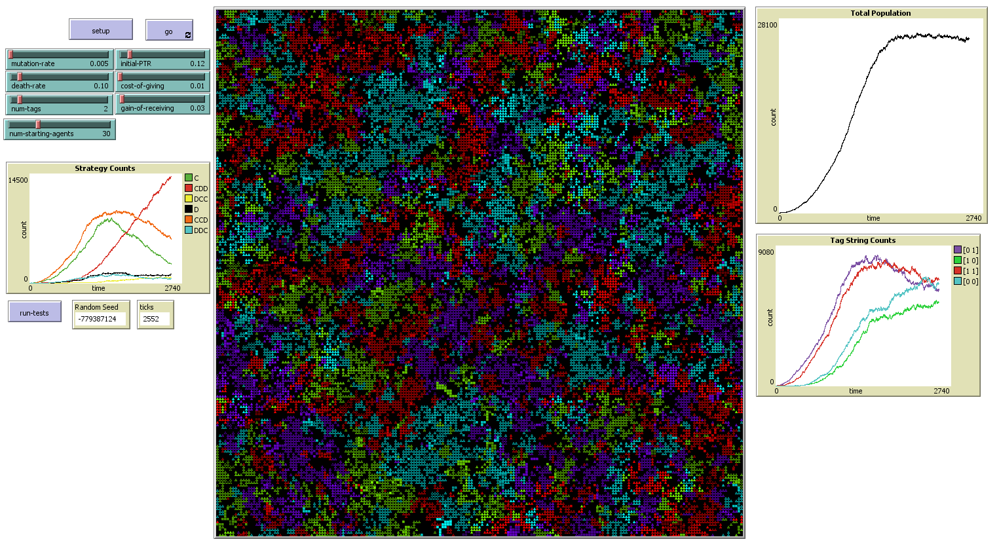 setup
go
mutation-rate 0.005
initial-PTR 0.12
death-rate 0.10
cost-of-giving 0.01
num-tags 2
gain-of-receiving 0.03
num-starting-agents 30
Strategy Counts
14500
count
0
0
time
2740
C
CDD
DCC
D
CCD
DDC
run-tests
Random Seed
-779387124
ticks
2552
Total Population
28100
count
0
0
time
2740
Tag String Counts
9080
count
0
0
time
2740
[0 1]
[1 0]
[1 1]
[0 0]